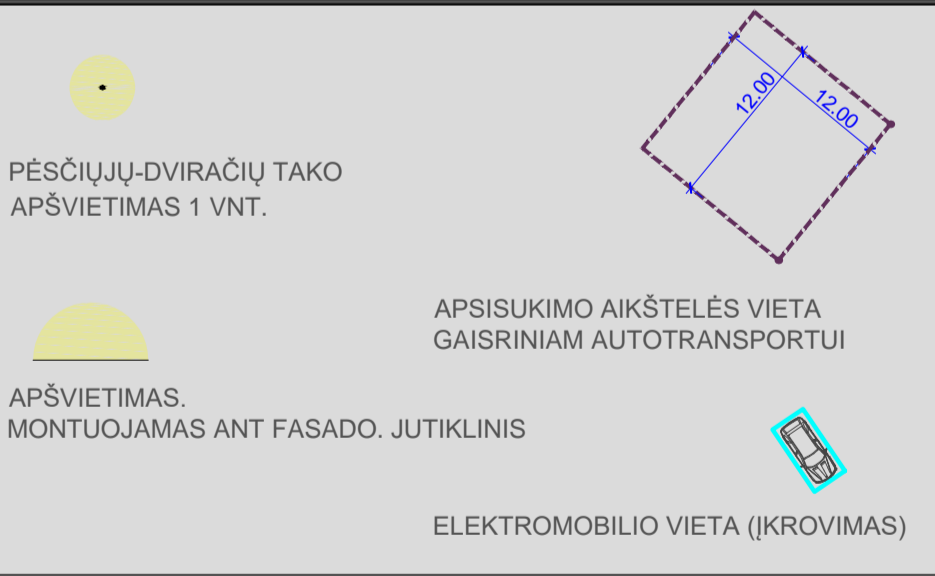 PĖSČIŲJŲ-DVIRAČIŲ TAKO
APŠVIETIMAS 1 VNT.
APŠVIETIMAS.
MONTUOJAMAS ANT FASADO. JUTIKLINIS
12.00
12.00
APSISUKIMO AIKŠTELĖS VIETA
GAISRINIAM AUTOTRANSPORTUI
ELEKTROMOBILIO VIETA (ĮKROVIMAS)